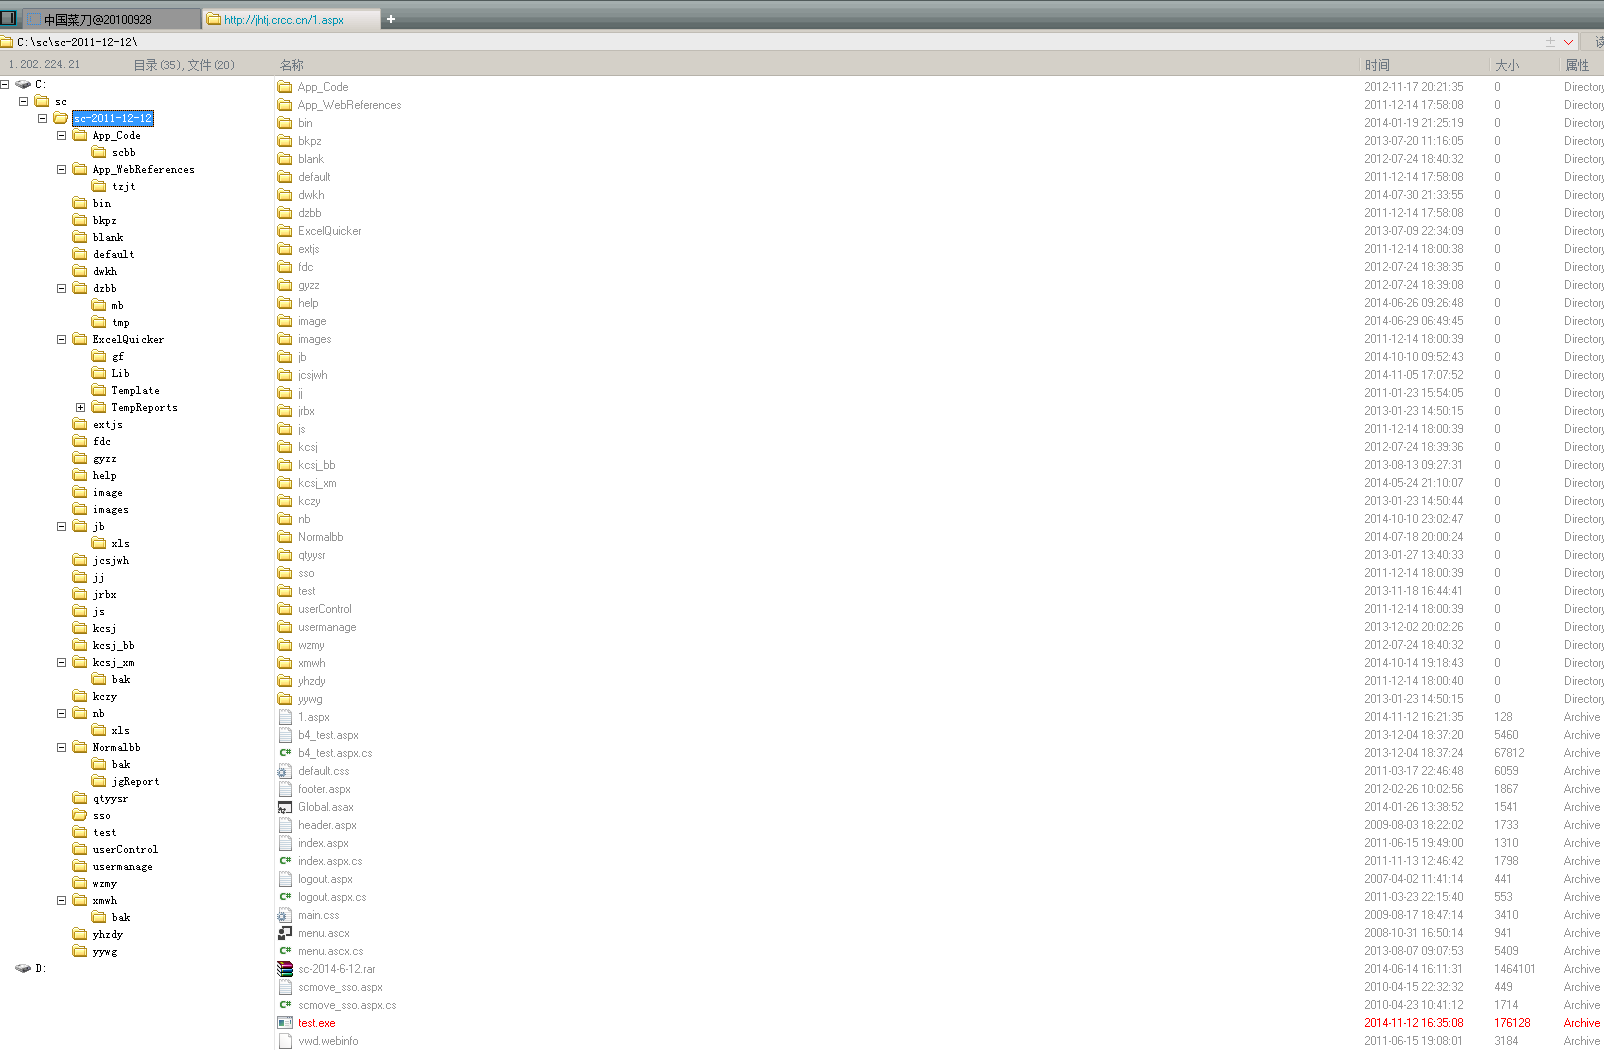 中国菜刀@20100928 http://jhtj.crcc.cn/1.aspx +
C:\sc\sc-2011-12-12\
1.202.224.21 目录(35),文件(20) 名称 时间 大小 属性
C:
sc
sc-2011-12-12
App_Code
scbb
App_WebReferences
tzjt
bin
bkpz
blank
default
dwkh
dzbb
mb
tmp
ExcelQuicker
gf
Lib
Template
TempReports
extjs
fdc
gyzz
help
image
images
jb
xls
jcsjwh
jj
jrbx
js
kcsj
kcsj_bb
kcsj_xm
bak
kczy
nb
xls
Normalbb
bak
jgReport
qtyysr
sso
test
userControl
usermanage
wzmy
xmwh
bak
yhzdy
yywg
D:
App_Code 2012-11-17 20:21:35 0 Directory
App_WebReferences 2011-12-14 17:58:08 0 Directory
bin 2014-01-19 21:25:19 0 Directory
bkpz 2013-07-20 11:16:05 0 Directory
blank 2012-07-24 18:40:32 0 Directory
default 2011-12-14 17:58:08 0 Directory
dwkh 2014-07-30 21:33:55 0 Directory
dzbb 2011-12-14 17:58:08 0 Directory
ExcelQuicker 2013-07-09 22:34:09 0 Directory
extjs 2011-12-14 18:00:38 0 Directory
fdc 2012-07-24 18:38:35 0 Directory
gyzz 2012-07-24 18:39:08 0 Directory
help 2014-06-26 09:26:48 0 Directory
image 2014-06-29 06:49:45 0 Directory
images 2011-12-14 18:00:39 0 Directory
jb 2014-10-10 09:52:43 0 Directory
jcsjwh 2014-11-05 17:07:52 0 Directory
jj 2011-01-23 15:54:05 0 Directory
jrbx 2013-01-23 14:50:15 0 Directory
js 2011-12-14 18:00:39 0 Directory
kcsj 2012-07-24 18:39:36 0 Directory
kcsj_bb 2013-08-13 09:27:31 0 Directory
kcsj_xm 2014-05-24 21:10:07 0 Directory
kczy 2013-01-23 14:50:44 0 Directory
nb 2014-10-10 23:02:47 0 Directory
Normalbb 2014-07-18 20:00:24 0 Directory
qtyysr 2013-01-27 13:40:33 0 Directory
sso 2011-12-14 18:00:39 0 Directory
test 2013-11-18 16:44:41 0 Directory
userControl 2011-12-14 18:00:39 0 Directory
usermanage 2013-12-02 20:02:26 0 Directory
wzmy 2012-07-24 18:40:32 0 Directory
xmwh 2014-10-14 19:18:43 0 Directory
yhzdy 2011-12-14 18:00:40 0 Directory
yywg 2013-01-23 14:50:15 0 Directory
1.aspx 2014-11-12 16:21:35 128 Archive
b4_test.aspx 2013-12-04 18:37:20 5460 Archive
b4_test.aspx.cs 2013-12-04 18:37:24 67812 Archive
default.css 2011-03-17 22:46:48 6059 Archive
footer.aspx 2012-02-26 10:02:56 1867 Archive
Global.asax 2014-01-26 13:38:52 1541 Archive
header.aspx 2009-08-03 18:22:02 1733 Archive
index.aspx 2011-06-15 19:49:00 1310 Archive
index.aspx.cs 2011-11-13 12:46:42 1798 Archive
logout.aspx 2007-04-02 11:41:14 441 Archive
logout.aspx.cs 2011-03-23 22:15:40 553 Archive
main.css 2009-08-17 18:47:14 3410 Archive
menu.ascx 2008-10-31 16:50:14 941 Archive
menu.ascx.cs 2013-08-07 09:07:53 5409 Archive
sc-2014-6-12.rar 2014-06-14 16:11:31 1464101 Archive
scmove_sso.aspx 2010-04-15 22:32:32 449 Archive
scmove_sso.aspx.cs 2010-04-23 10:41:12 1714 Archive
test.exe 2014-11-12 16:35:08 176128 Archive
vwd.webinfo 2011-06-15 19:08:01 3184 Archive